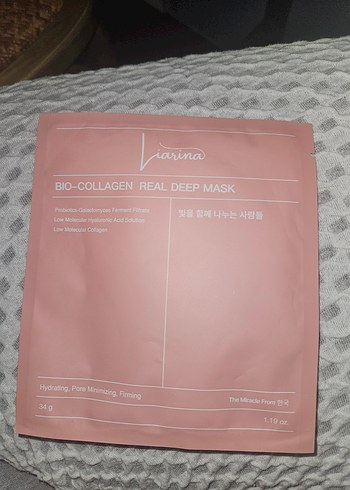 Liarina
BIO-COLLAGEN REAL DEEP MASK
Probiotics-Galactomyces Ferment Filtrate
Low Molecule Hyaluronic Acid Solution
Low Molecular Collagen
빛을 함께 나누는 사람들
Hydrating, Pore Minimizing, Firming
The Miracle From 한국
34 g.
1.19 oz.